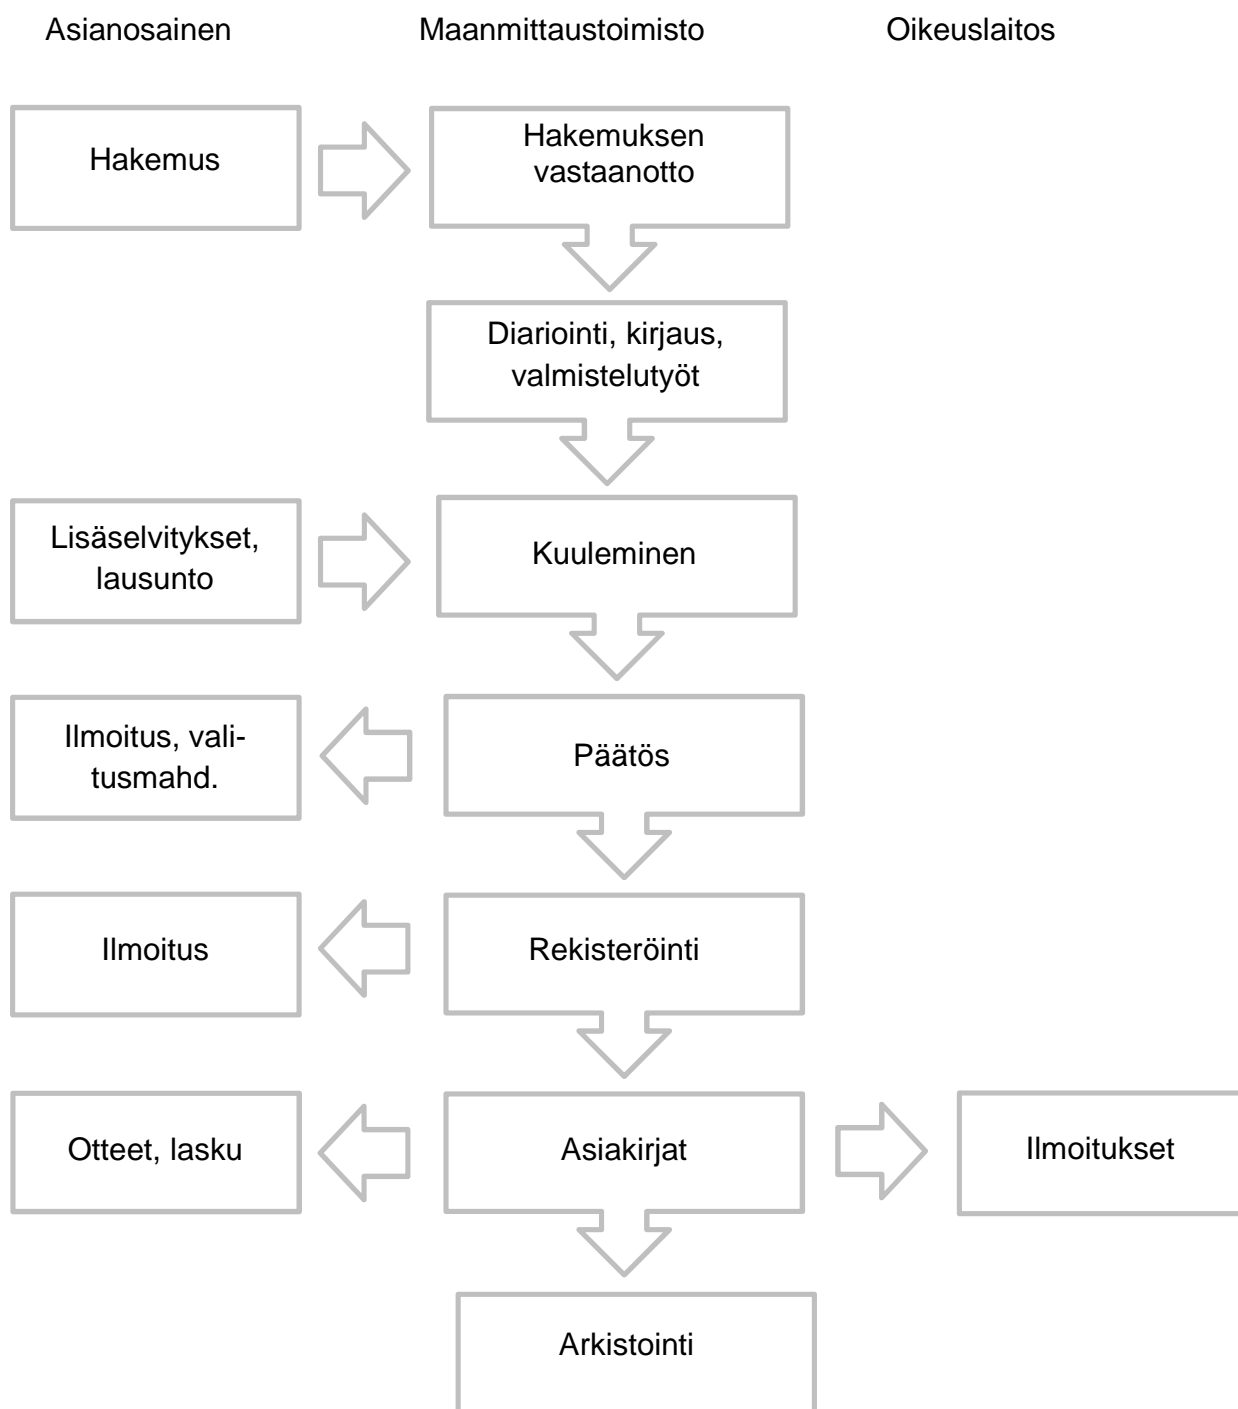 Asianosainen
Maanmittaustoimisto
Oikeuslaitos
Hakemus
Hakemuksen
vastaanotto
Diariointi, kirjaus,
valmistelutyöt
Lisäselvitykset,
lausunto
Kuuleminen
Ilmoitus, vali-
tusmahd.
Päätös
Ilmoitus
Rekisteröinti
Otteet, lasku
Asiakirjat
Ilmoitukset
Arkistointi